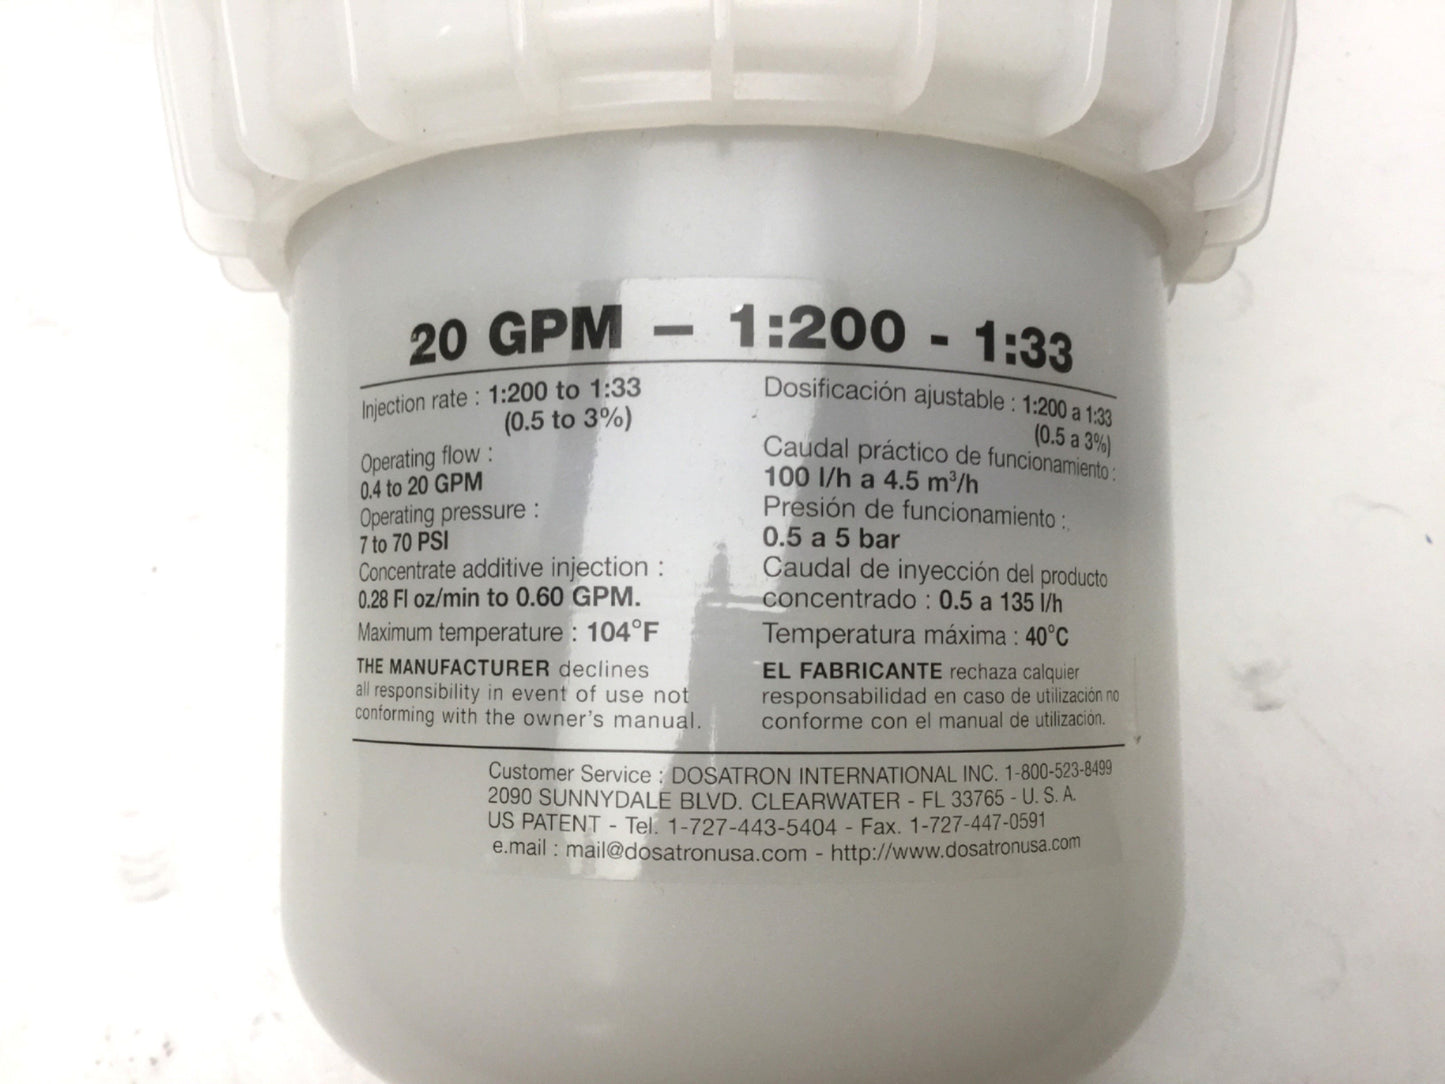 20 GPM – 1:200 - 1:33
Injection rate : 1:200 to 1:33
(0.5 to 3%)
Operating flow :
0.4 to 20 GPM
Operating pressure :
7 to 70 PSI
Concentrate additive injection :
0.28 Fl oz/min to 0.60 GPM.
Maximum temperature : 104°F
THE MANUFACTURER declines
all responsibility in event of use not
conforming with the owner's manual.
Dosificación ajustable : 1:200 a 1:33
(0.5 a 3%)
Caudal práctico de funcionamiento :
100 l/h a 4.5 m³/h
Presión de funcionamiento :
0.5 a 5 bar
Caudal de inyección del producto
concentrado : 0.5 a 135 l/h
Temperatura máxima : 40°C
EL FABRICANTE rechaza calquier
responsabilidad en caso de utilización no
conforme con el manual de utilización.
Customer Service : DOSATRON INTERNATIONAL INC. 1-800-523-8499
2090 SUNNYDALE BLVD. CLEARWATER - FL 33765 - U. S. A.
US PATENT - Tel. 1-727-443-5404 - Fax. 1-727-447-0591
e.mail : mail@dosatronusa.com - http://www.dosatronusa.com